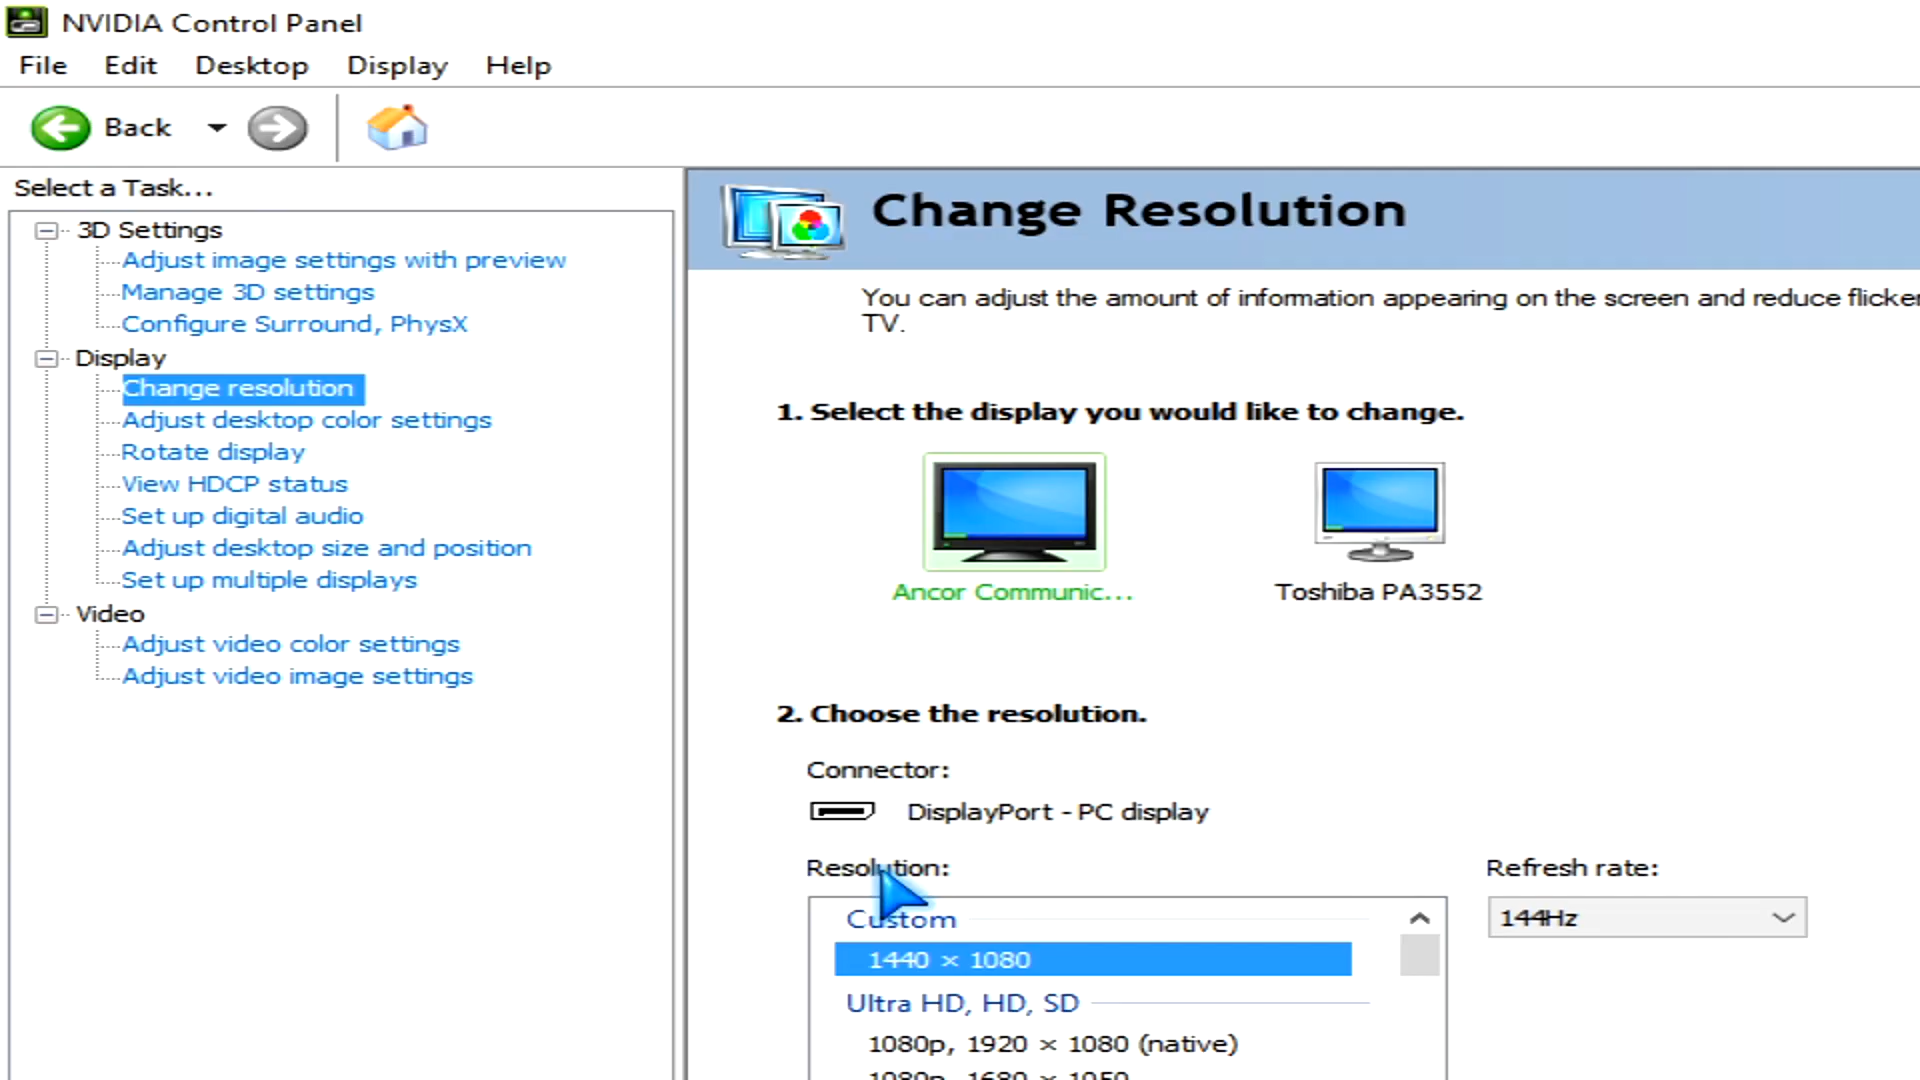 NVIDIA Control Panel
File Edit Desktop Display Help
Back
Select a Task...
3D Settings
Adjust image settings with preview
Manage 3D settings
Configure Surround, PhysX
Display
Change resolution
Adjust desktop color settings
Rotate display
View HDCP status
Set up digital audio
Adjust desktop size and position
Set up multiple displays
Video
Adjust video color settings
Adjust video image settings
Change Resolution
You can adjust the amount of information appearing on the screen and reduce flicker
TV.
1. Select the display you would like to change.
Ancor Communic...
Toshiba PA3552
2. Choose the resolution.
Connector:
DisplayPort - PC display
Resolution:
Refresh rate:
Custom
144Hz
1440 × 1080
Ultra HD, HD, SD
1080p, 1920 × 1080 (native)
1080p, 1680 × 1050